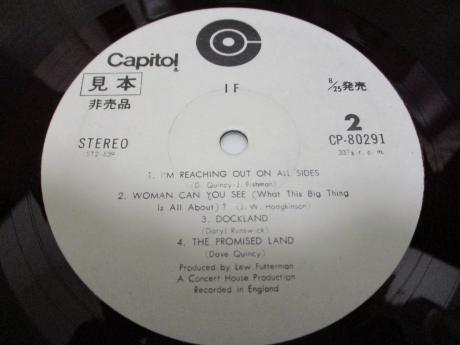 Capitol®
見本
非売品
IF
8/25発売
STEREO
ST2-539
2
CP-80291
33⅓ r. p. m.
1. I'M REACHING OUT ON ALL SIDES
(D. Quincy-J. Fishman)
2. WOMAN CAN YOU SEE (What This Big Thing
is All About)? (J. W. Hodgkinson)
3. DOCKLAND
(Daryl Runswick)
4. THE PROMISED LAND
(Dave Quincy)
Produced by Lew Futterman
A Concert House Production
Recorded in England